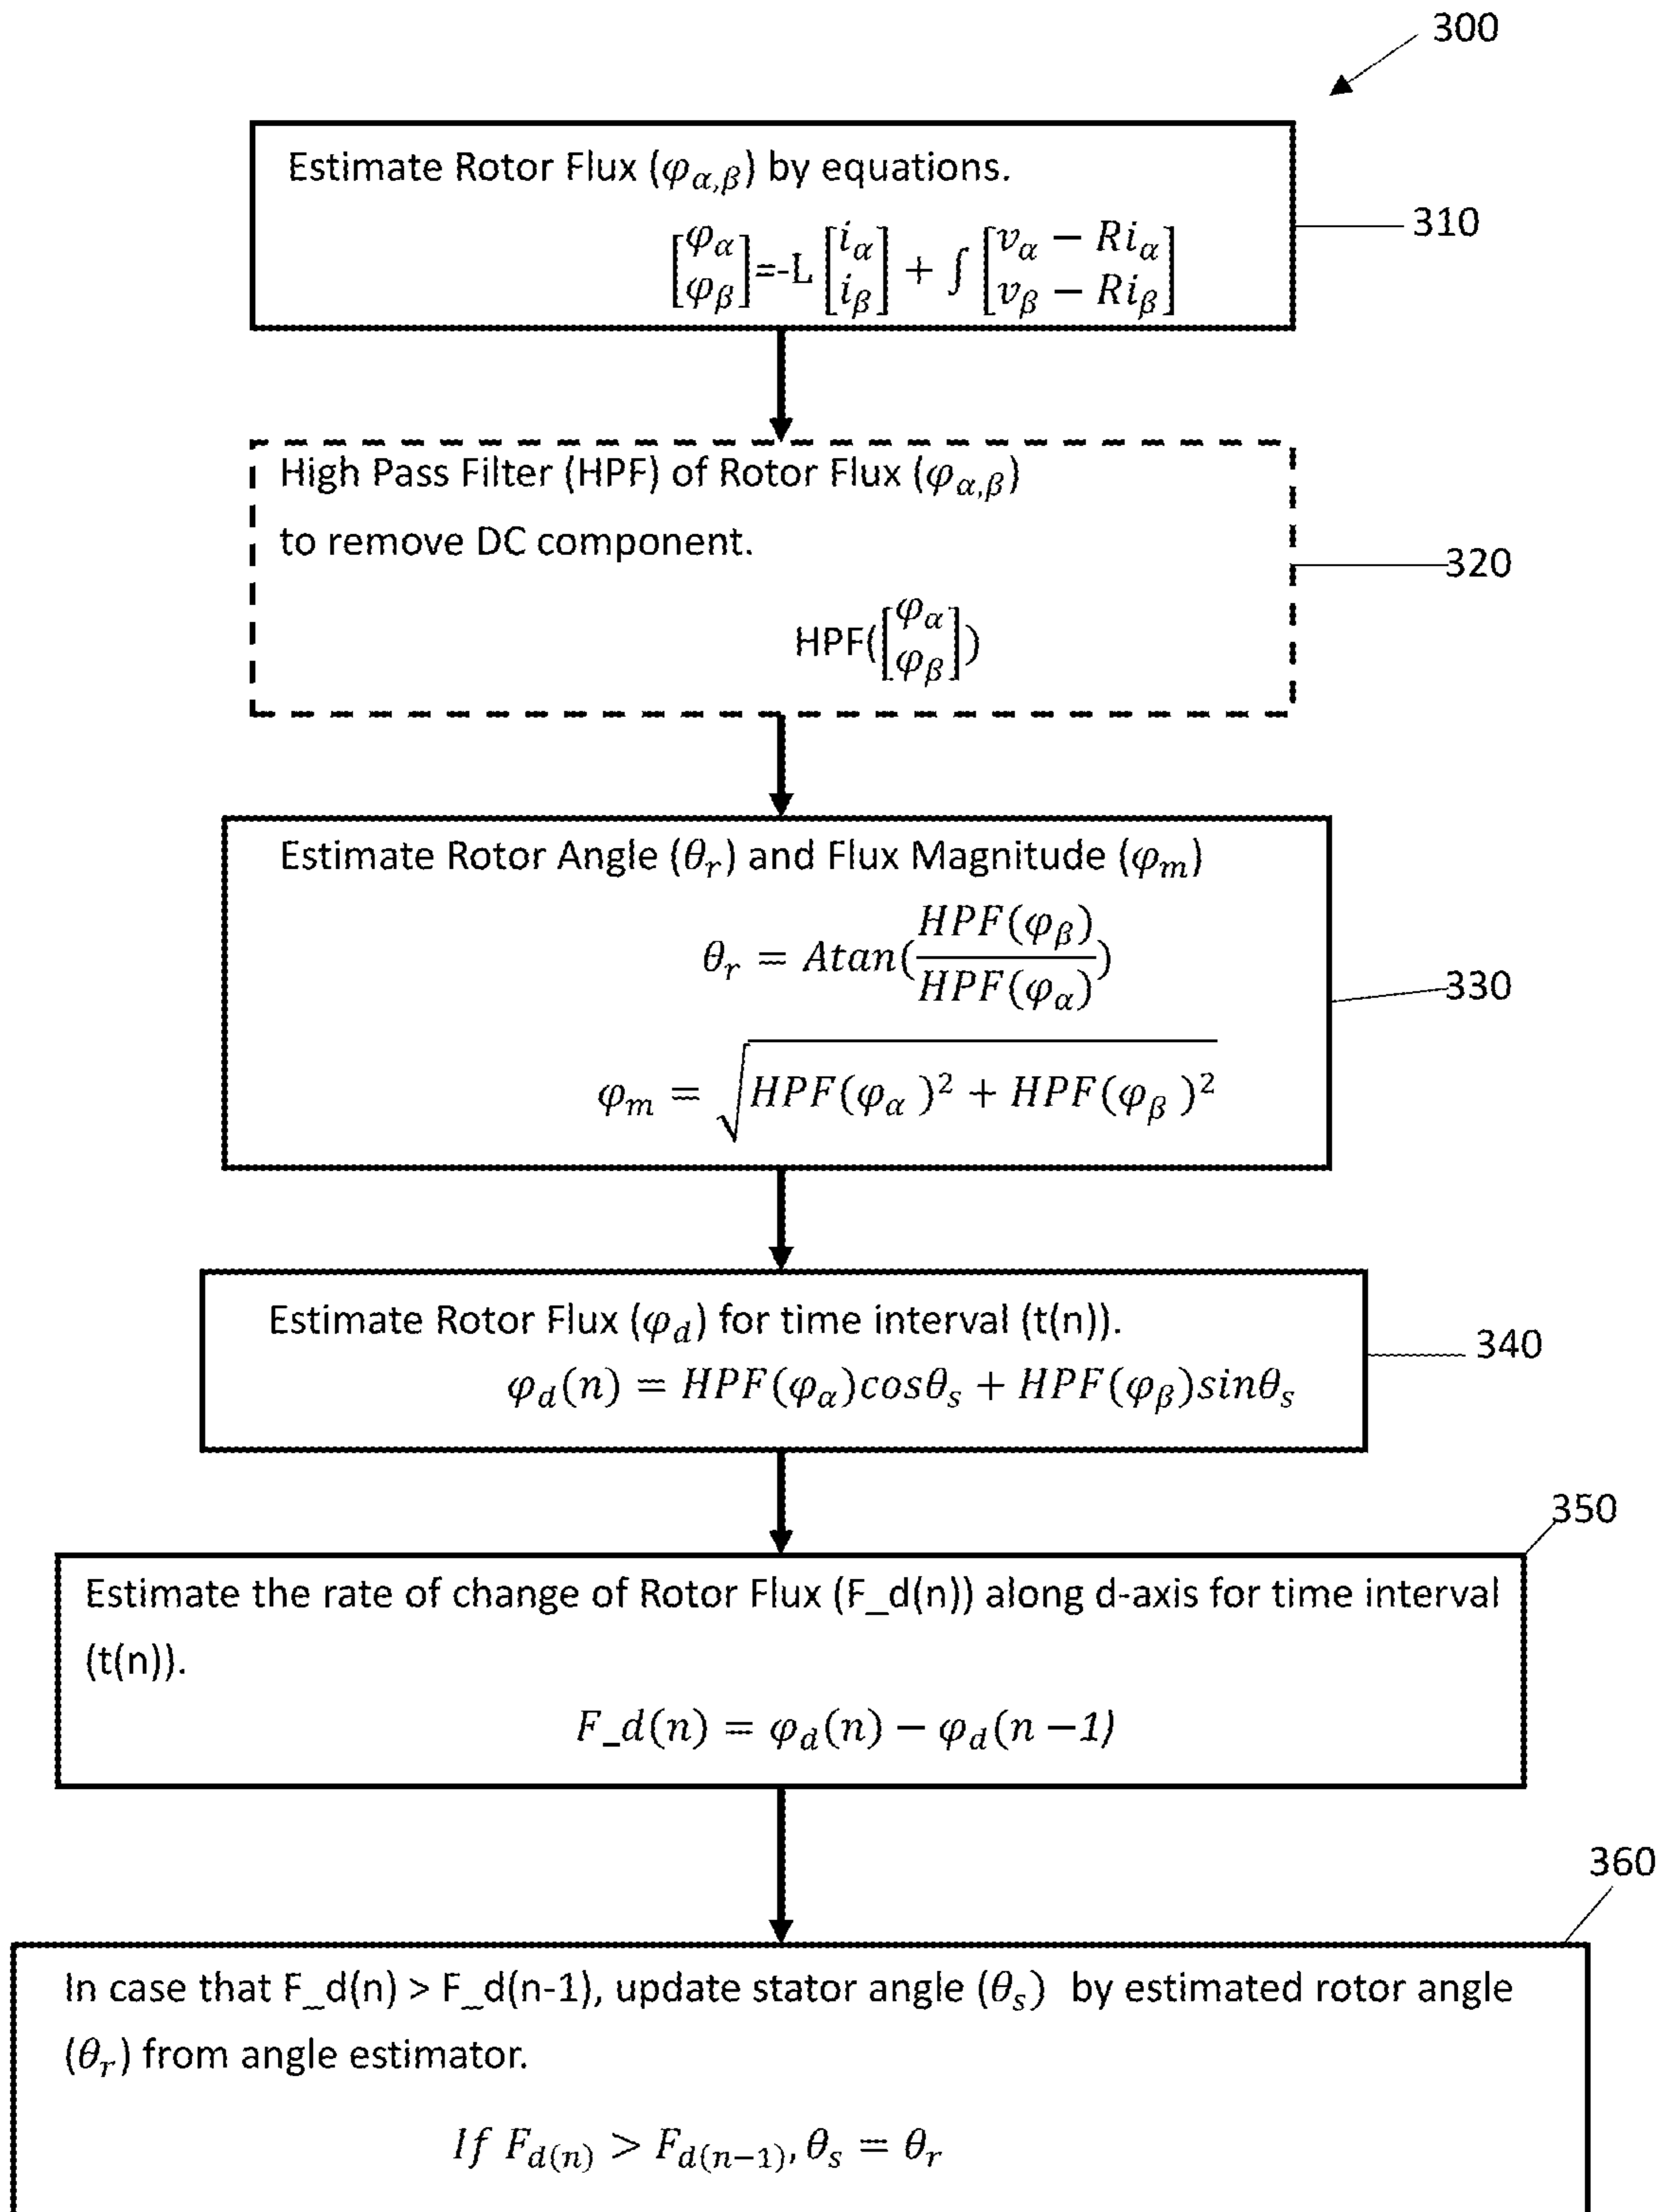 300
Estimate Rotor Flux (φα,β) by equations.
[φα φβ]=-L [iα iβ] + ∫ [vα − Riα vβ − Riβ]
310
High Pass Filter (HPF) of Rotor Flux (φα,β)
to remove DC component.
HPF([φα φβ])
320
Estimate Rotor Angle (θr) and Flux Magnitude (φm)
θr = Atan(HPF(φβ)/HPF(φα))
φm = √HPF(φα )² + HPF(φβ )²
330
Estimate Rotor Flux (φd) for time interval (t(n)).
φd(n) = HPF(φα)cosθs + HPF(φβ)sinθs
340
350
Estimate the rate of change of Rotor Flux (F_d(n)) along d-axis for time interval
(t(n)).
F_d(n) = φd(n) − φd(n −1)
360
In case that F_d(n) > F_d(n-1), update stator angle (θs) by estimated rotor angle
(θr) from angle estimator.
If Fd(n) > Fd(n−1), θs = θr